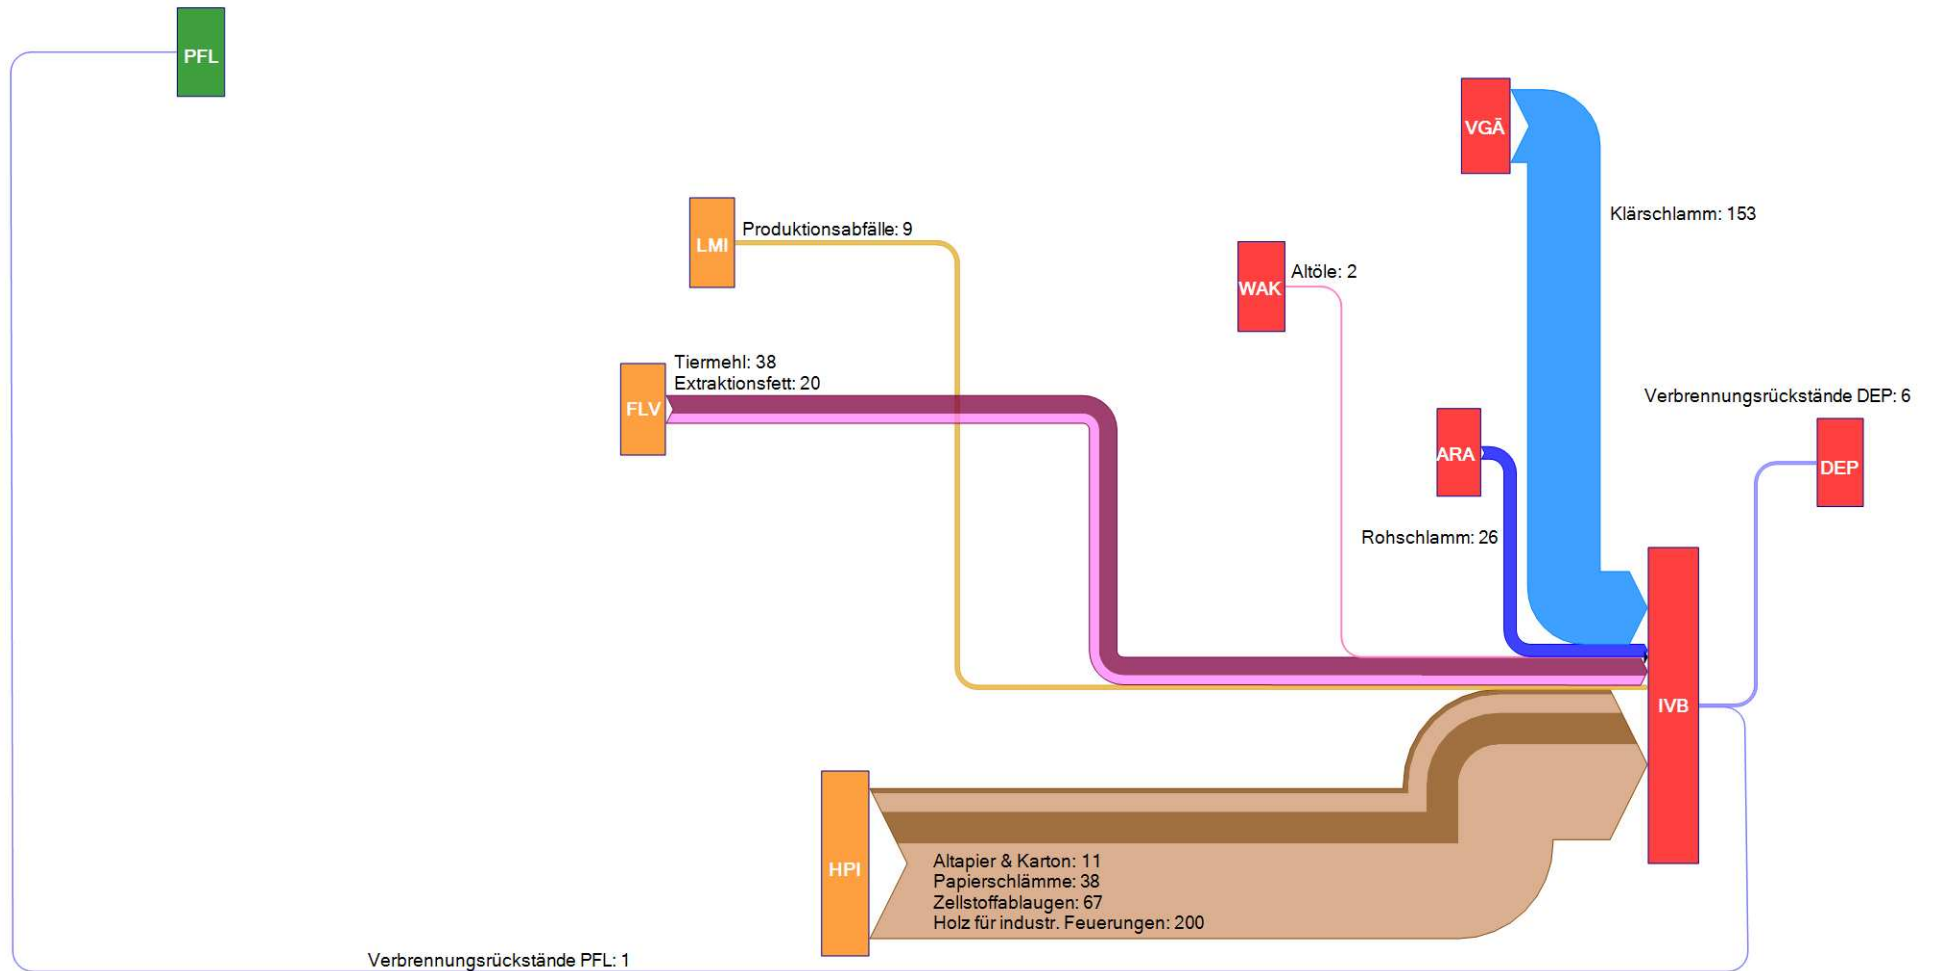 PFL
VGÄ
Klärschlamm: 153
LMI
Produktionsabfälle: 9
WAK
Altöle: 2
Tiermehl: 38
Extraktionsfett: 20
FLV
Verbrennungsrückstände DEP: 6
ARA
DEP
Rohschlamm: 26
IVB
HPI
Altapier & Karton: 11
Papierschlämme: 38
Zellstoffablaugen: 67
Holz für industr. Feuerungen: 200
Verbrennungsrückstände PFL: 1